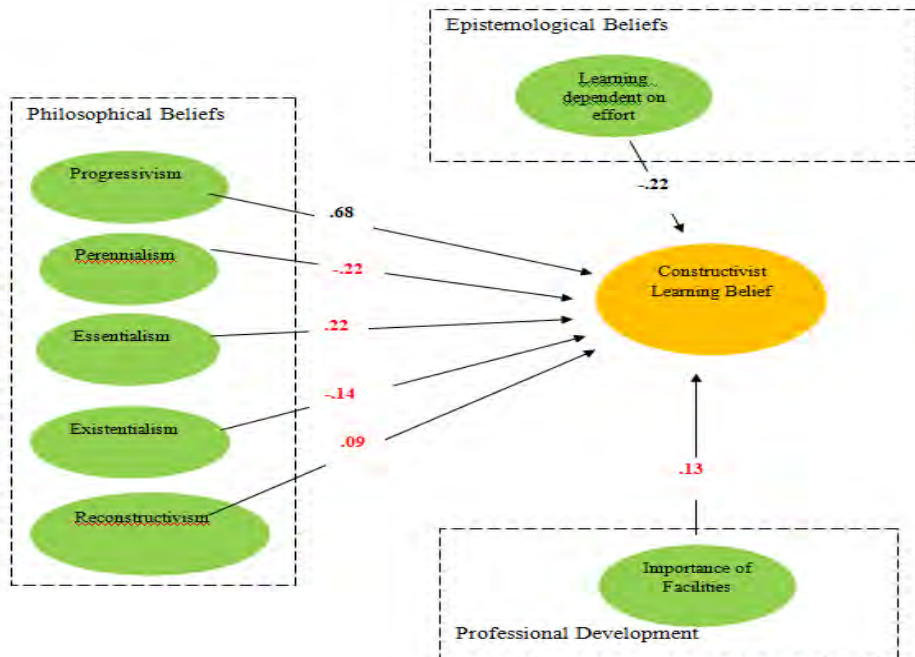 Epistemological Beliefs
Learning
dependent on
effort
Philosophical Beliefs
Progressivism
-.22
.68
Perennialism
-.22
Constructivist
Learning Belief
Essentialism
.22
-.14
Existentialism
.09
.13
Reconstructivism
Importance of
Facilities
Professional Development